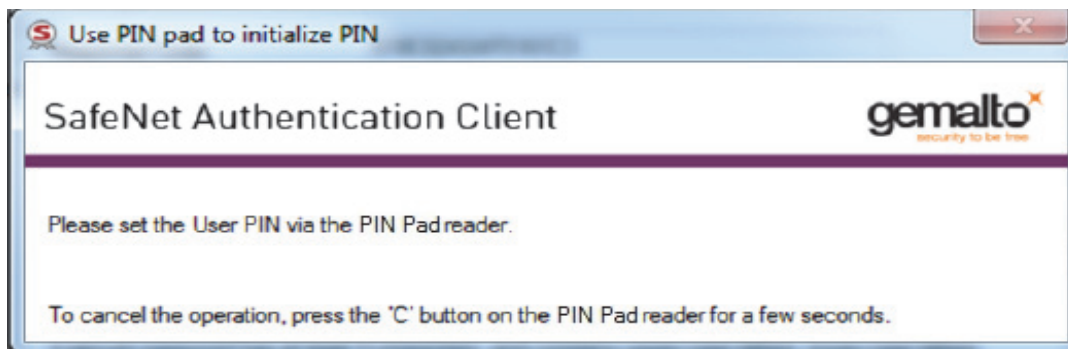 Use PIN pad to initialize PIN
SafeNet Authentication Client
gemalto
security to be free
Please set the User PIN via the PIN Pad reader.
To cancel the operation, press the 'C' button on the PIN Pad reader for a few seconds.